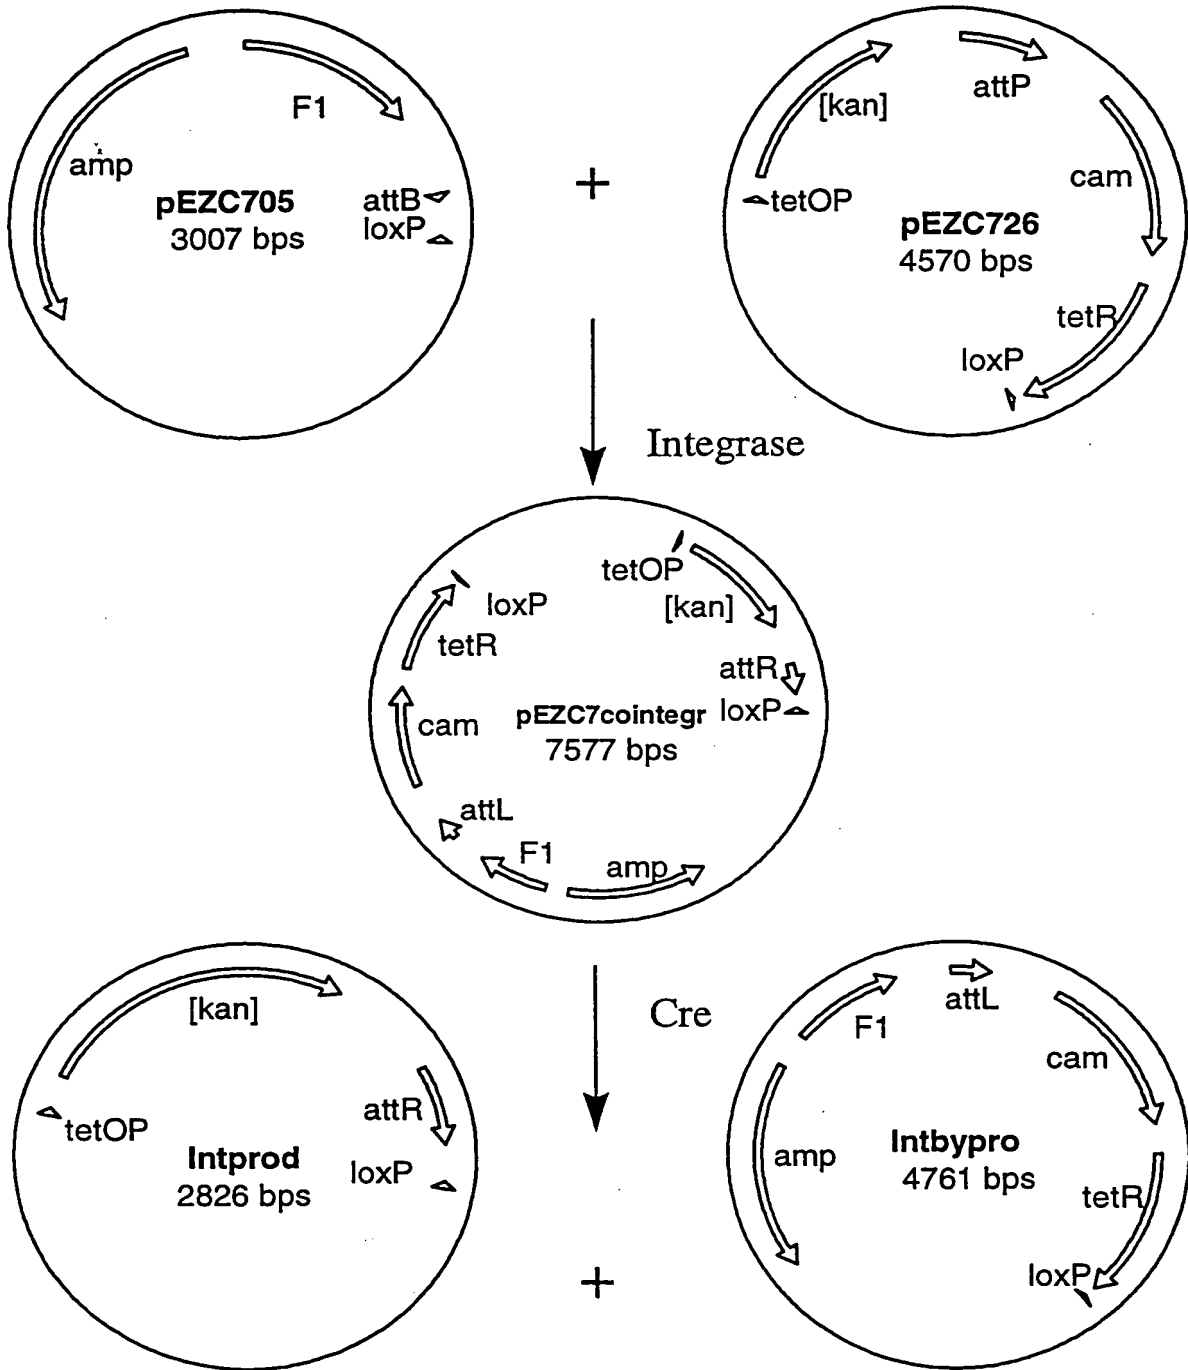 F1
amp
pEZC705
3007 bps
attB
loxP
+
attP
[kan]
cam
tetOP
pEZC726
4570 bps
tetR
loxP
Integrase
tetOP
loxP
[kan]
tetR
attR
loxP
cam
pEZC7cointegr
7577 bps
attL
F1
amp
Cre
[kan]
attR
tetOP
Intprod
2826 bps
loxP
+
attL
F1
cam
amp
Intbypro
4761 bps
tetR
loxP